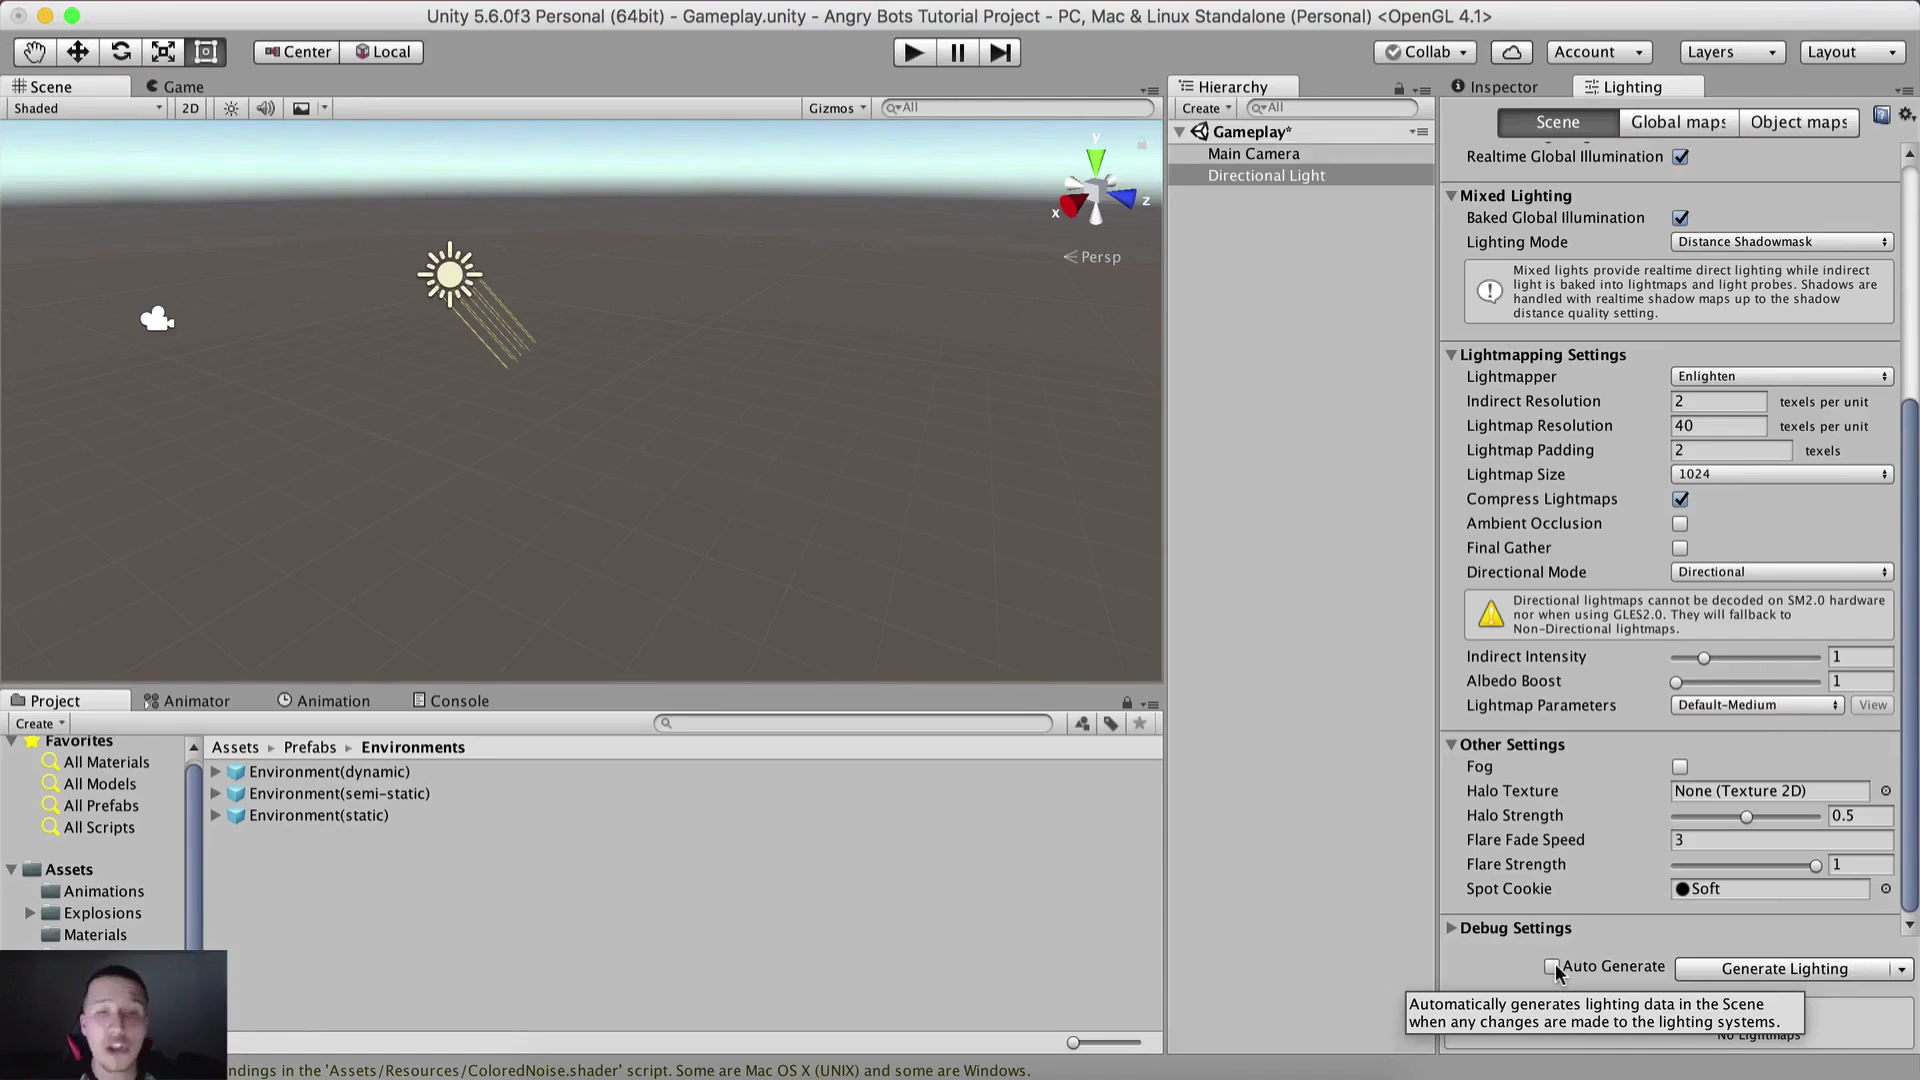 Unity 5.6.0f3 Personal (64bit) - Gameplay.unity - Angry Bots Tutorial Project - PC, Mac & Linux Standalone (Personal) <OpenGL 4.1>
Center Local Collab Account Layers Layout
Scene Game
Shaded 2D Gizmos All
y
x z
Persp
Hierarchy
Create All
Gameplay*
Main Camera
Directional Light
Inspector Lighting
Scene Global maps Object maps
Realtime Global Illumination
Mixed Lighting
Baked Global Illumination
Lighting Mode Distance Shadowmask
Mixed lights provide realtime direct lighting while indirect
light is baked into lightmaps and light probes. Shadows are
handled with realtime shadow maps up to the shadow
distance quality setting.
Lightmapping Settings
Lightmapper Enlighten
Indirect Resolution 2 texels per unit
Lightmap Resolution 40 texels per unit
Lightmap Padding 2 texels
Lightmap Size 1024
Compress Lightmaps
Ambient Occlusion
Final Gather
Directional Mode Directional
Directional lightmaps cannot be decoded on SM2.0 hardware
nor when using GLES2.0. They will fallback to
Non-Directional lightmaps.
Indirect Intensity 1
Albedo Boost 1
Lightmap Parameters Default-Medium View
Other Settings
Fog
Halo Texture None (Texture 2D)
Halo Strength 0.5
Flare Fade Speed 3
Flare Strength 1
Spot Cookie Soft
Debug Settings
Auto Generate Generate Lighting
Automatically generates lighting data in the Scene
when any changes are made to the lighting systems.
No Lightmaps
Project Animator Animation Console
Create
Favorites
All Materials
All Models
All Prefabs
All Scripts
Assets
Animations
Explosions
Materials
Assets Prefabs Environments
Environment(dynamic)
Environment(semi-static)
Environment(static)
ndings in the 'Assets/Resources/ColoredNoise.shader' script. Some are Mac OS X (UNIX) and some are Windows.